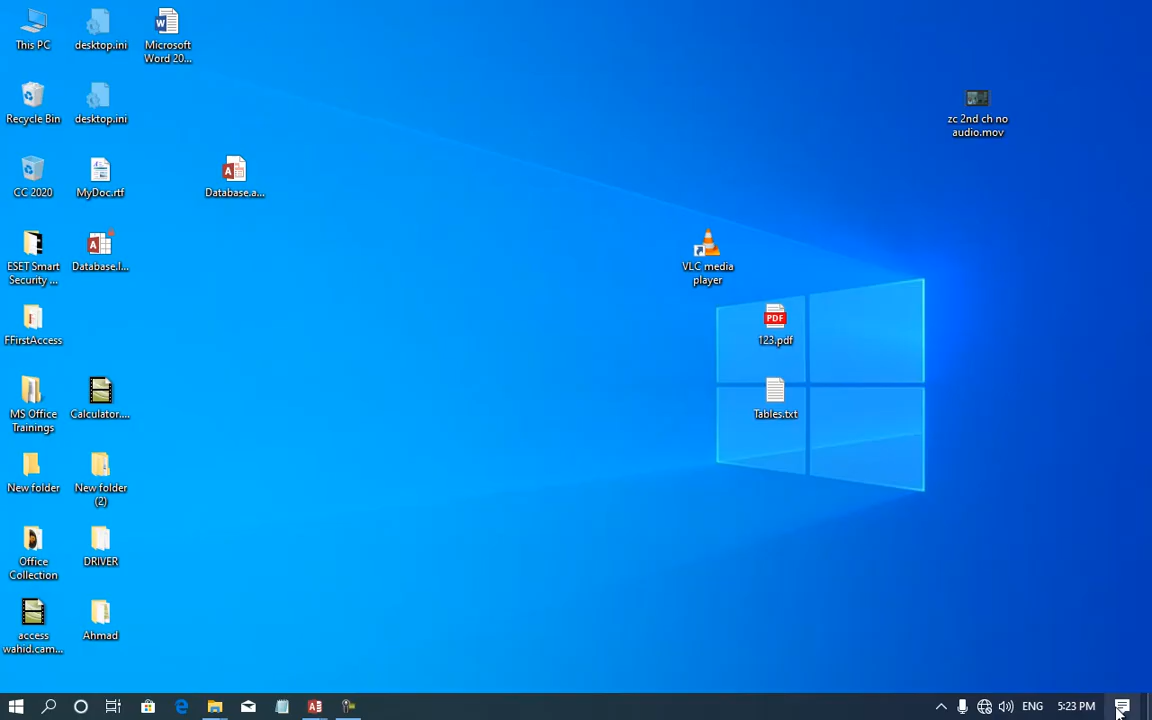 This PC
desktop.ini
Microsoft
Word 20...
Recycle Bin
desktop.ini
zc 2nd ch no
audio.mov
CC 2020
MyDoc.rtf
Database.a...
ESET Smart
Security ...
Database.l...
VLC media
player
FFirstAccess
PDF
123.pdf
MS Office
Trainings
Calculator....
Tables.txt
New folder
New folder
(2)
Office
Collection
DRIVER
access
wahid.cam...
Ahmad
ENG
5:23 PM